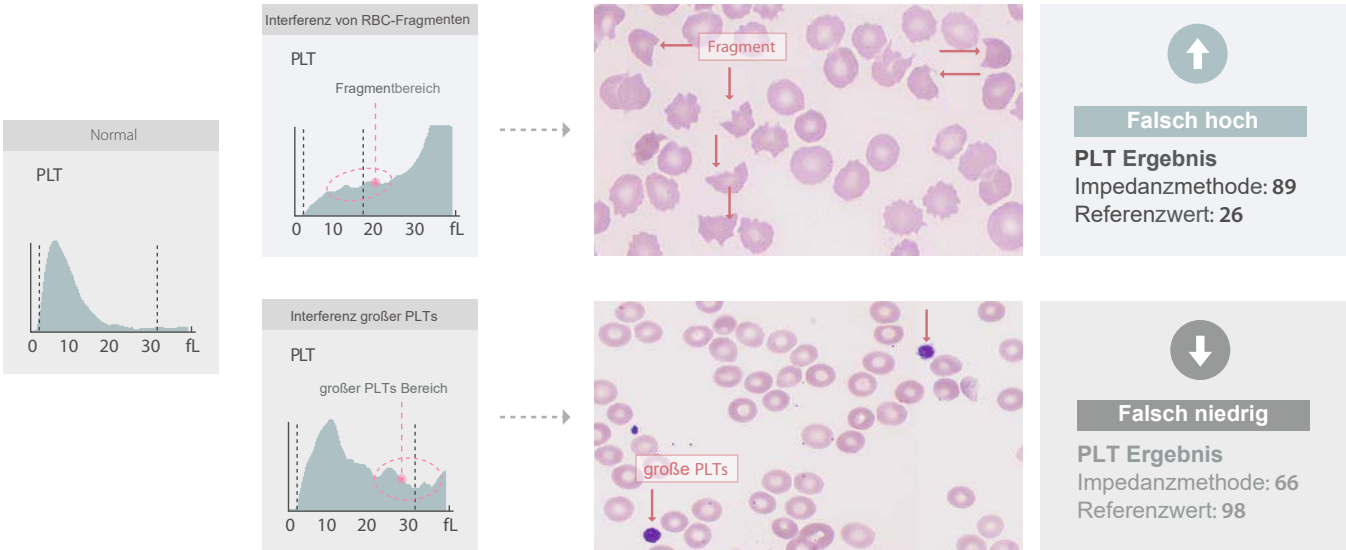 Normal
PLT
0 10 20 30 fL
Interferenz von RBC-Fragmenten
PLT
Fragmentbereich
0 10 20 30 fL
Fragment
Falsch hoch
PLT Ergebnis
Impedanzmethode: 89
Referenzwert: 26
Interferenz großer PLTs
PLT
großer PLTs Bereich
0 10 20 30 fL
große PLTs
Falsch niedrig
PLT Ergebnis
Impedanzmethode: 66
Referenzwert: 98